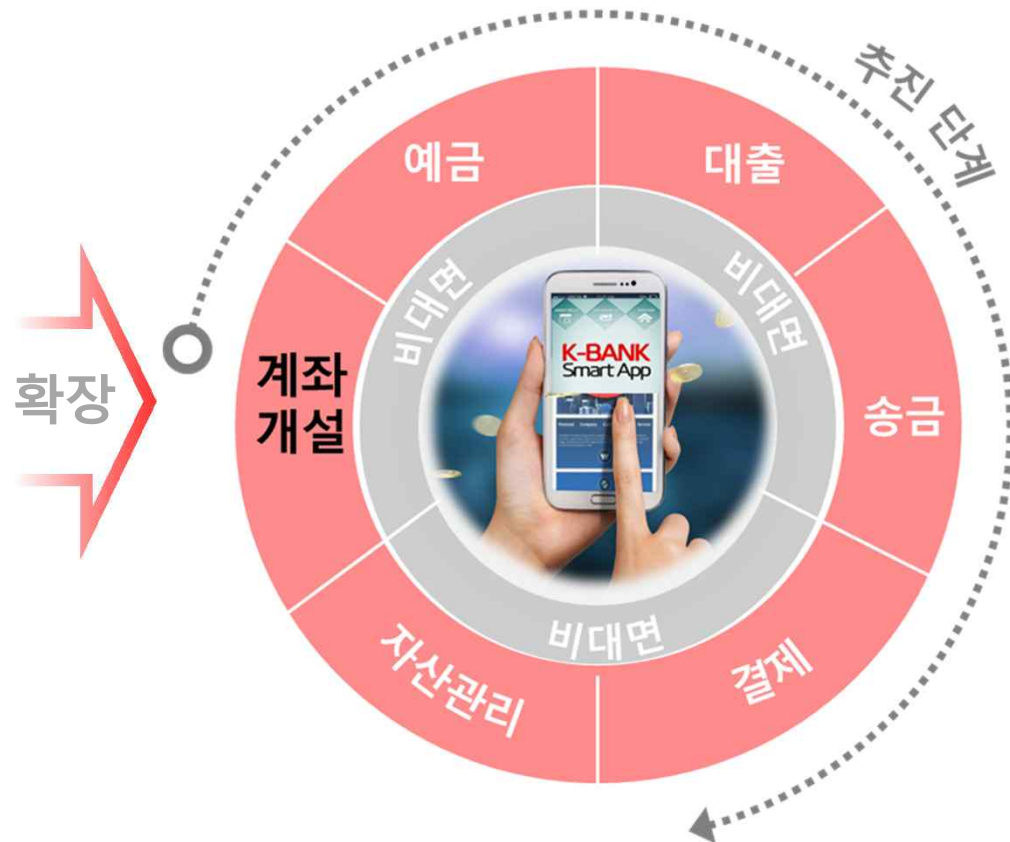 추진 단계
예금
대출
비대면
비대면
K-BANK
Smart App
확장
계좌
개설
송금
비대면
자산관리
결제